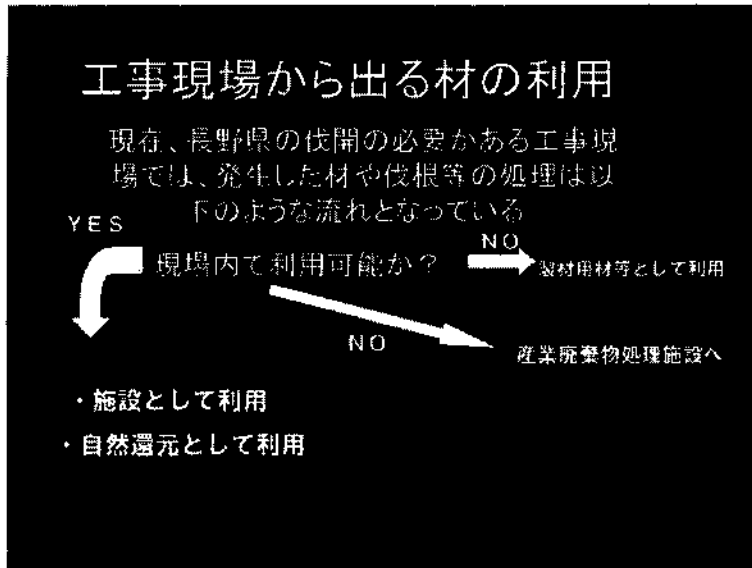 工事現場から出る材の利用
現在、長野県の伐開の必要がある工事現
場では、発生した材や伐根等の処理は以
下のような流れとなっている
YES
現場内で利用可能か？
NO
製材用材等として利用
NO
産業廃棄物処理施設へ
・施設として利用
・自然還元として利用